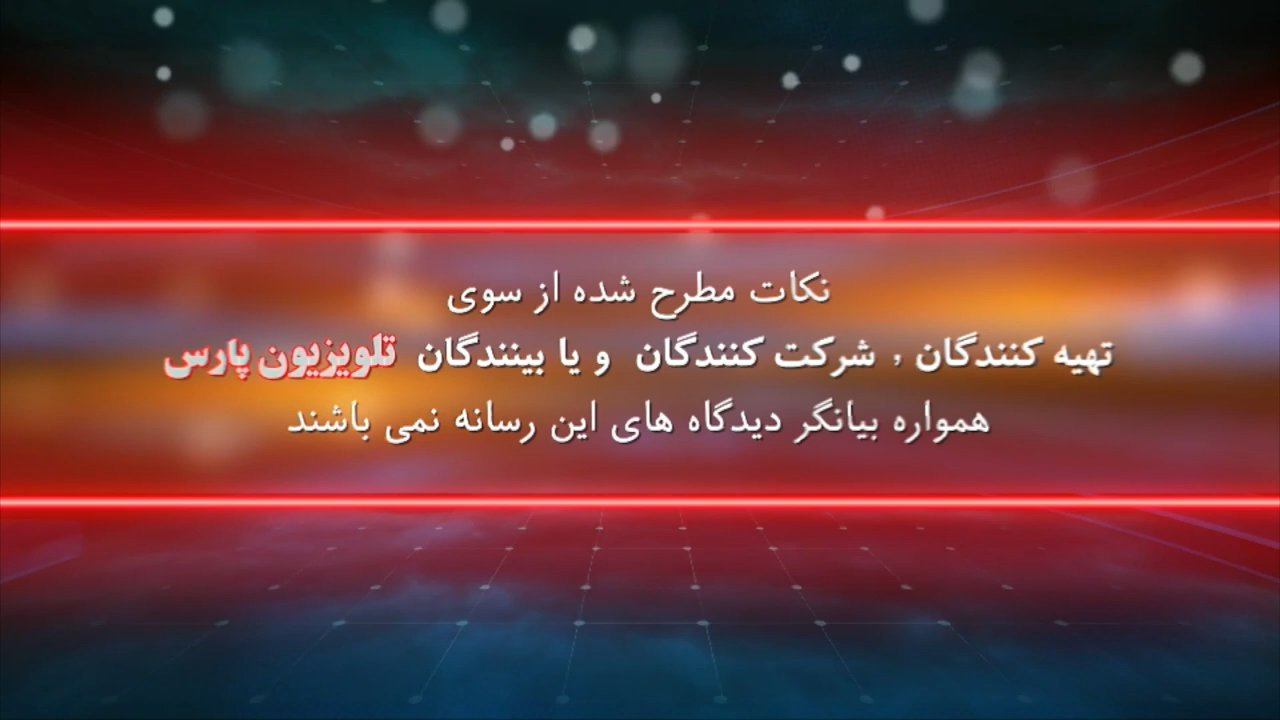 نکات مطرح شده از سوی
تهیه کنندگان , شرکت کنندگان و یا بینندگان تلویزیون پارس
همواره بیانگر دیدگاه های این رسانه نمی باشند